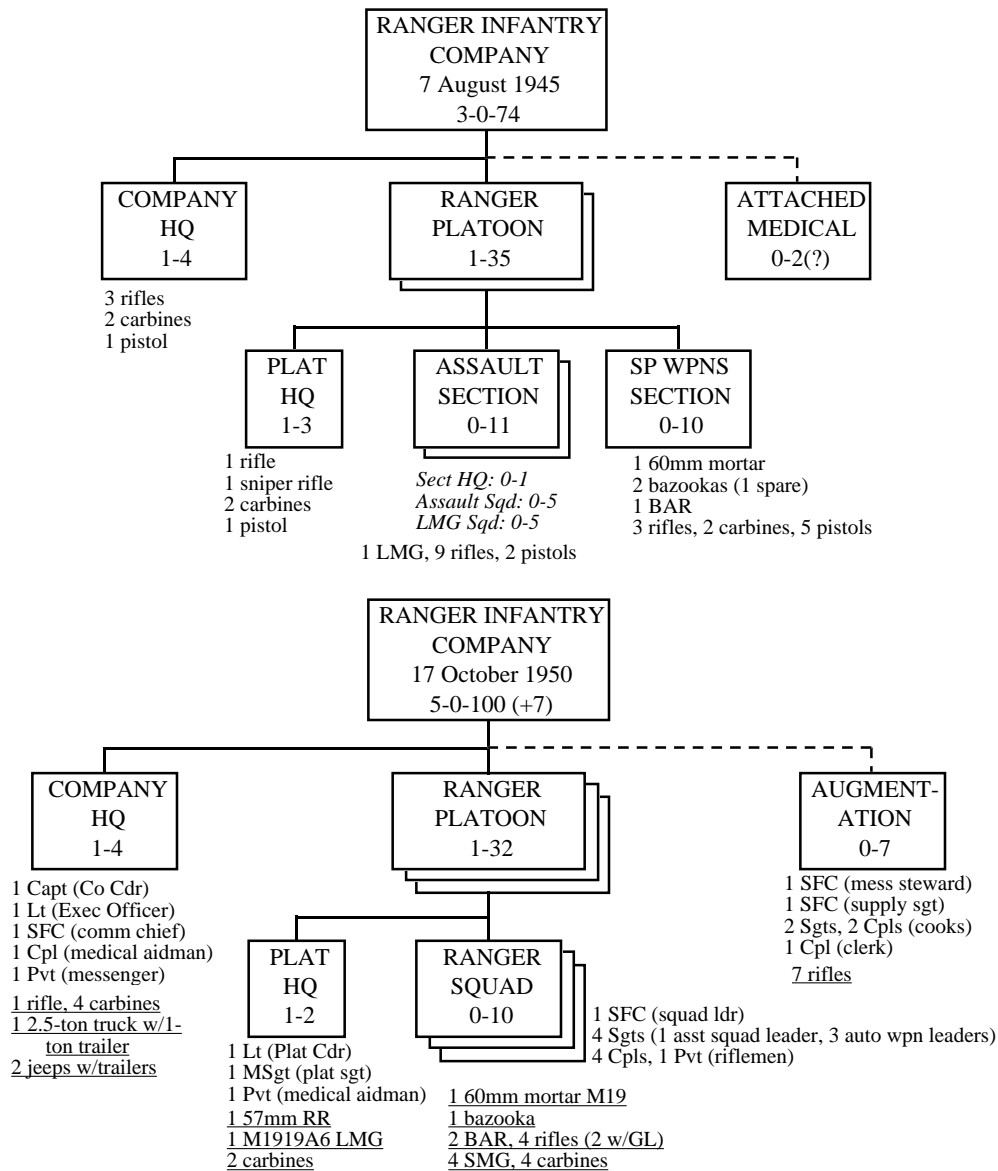 RANGER INFANTRY
COMPANY
7 August 1945
3-0-74
COMPANY
HQ
1-4
3 rifles
2 carbines
1 pistol
RANGER
PLATOON
1-35
ATTACHED
MEDICAL
0-2(?)
PLAT
HQ
1-3
1 rifle
1 sniper rifle
2 carbines
1 pistol
ASSAULT
SECTION
0-11
Sect HQ: 0-1
Assault Sqd: 0-5
LMG Sqd: 0-5
1 LMG, 9 rifles, 2 pistols
SP WPNS
SECTION
0-10
1 60mm mortar
2 bazookas (1 spare)
1 BAR
3 rifles, 2 carbines, 5 pistols
RANGER INFANTRY
COMPANY
17 October 1950
5-0-100 (+7)
COMPANY
HQ
1-4
1 Capt (Co Cdr)
1 Lt (Exec Officer)
1 SFC (comm chief)
1 Cpl (medical aidman)
1 Pvt (messenger)
1 rifle, 4 carbines
1 2.5-ton truck w/1-
ton trailer
2 jeeps w/trailers
RANGER
PLATOON
1-32
AUGMENT-
ATION
0-7
1 SFC (mess steward)
1 SFC (supply sgt)
2 Sgts, 2 Cpls (cooks)
1 Cpl (clerk)
7 rifles
PLAT
HQ
1-2
1 Lt (Plat Cdr)
1 MSgt (plat sgt)
1 Pvt (medical aidman)
1 57mm RR
1 M1919A6 LMG
2 carbines
RANGER
SQUAD
0-10
1 SFC (squad ldr)
4 Sgts (1 asst squad leader, 3 auto wpn leaders)
4 Cpls, 1 Pvt (riflemen)
1 60mm mortar M19
1 bazooka
2 BAR, 4 rifles (2 w/GL)
4 SMG, 4 carbines